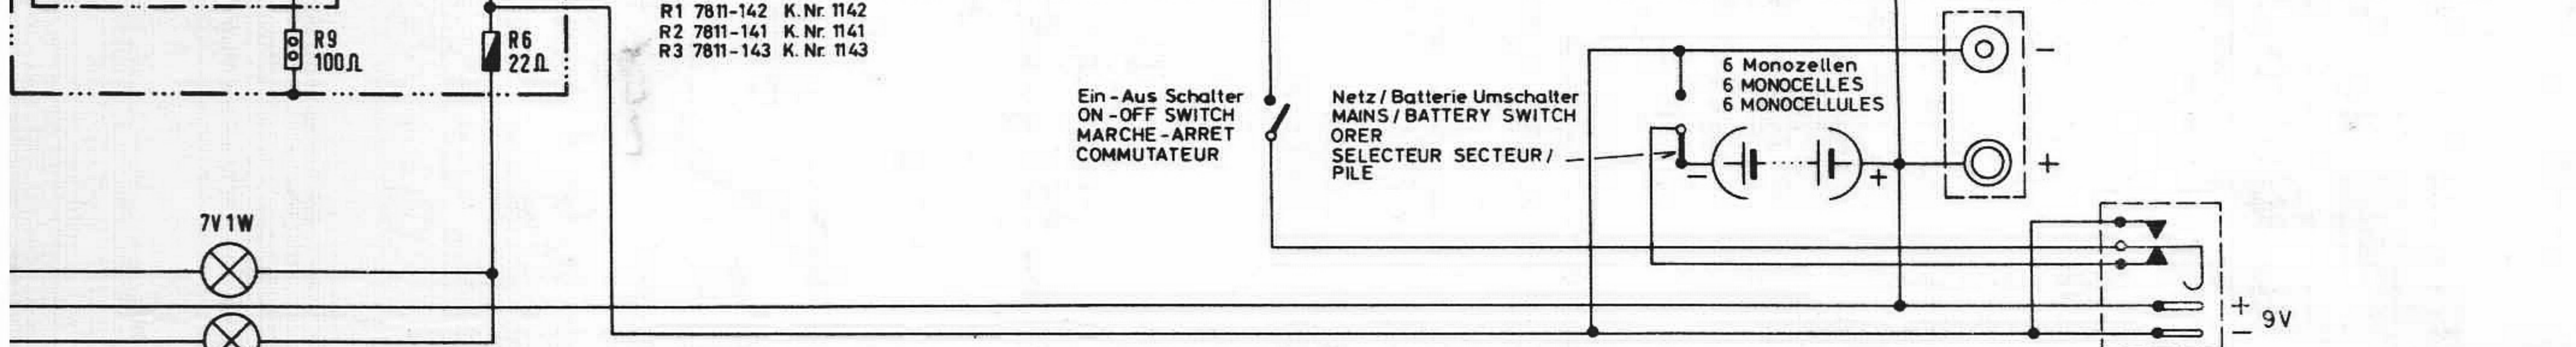 R1 7811-142 K.Nr. 1142
R2 7811-141 K.Nr. 1141
R3 7811-143 K.Nr. 1143
R9
100Ω
R6
22Ω
Ein-Aus Schalter
ON-OFF SWITCH
MARCHE-ARRET
COMMUTATEUR
Netz/Batterie Umschalter
MAINS/BATTERY SWITCH
ORER
SELECTEUR SECTEUR/
PILE
6 Monozellen
6 MONOCELLES
6 MONOCELLULES
−
+
−
+
7V 1W
+
−
9V